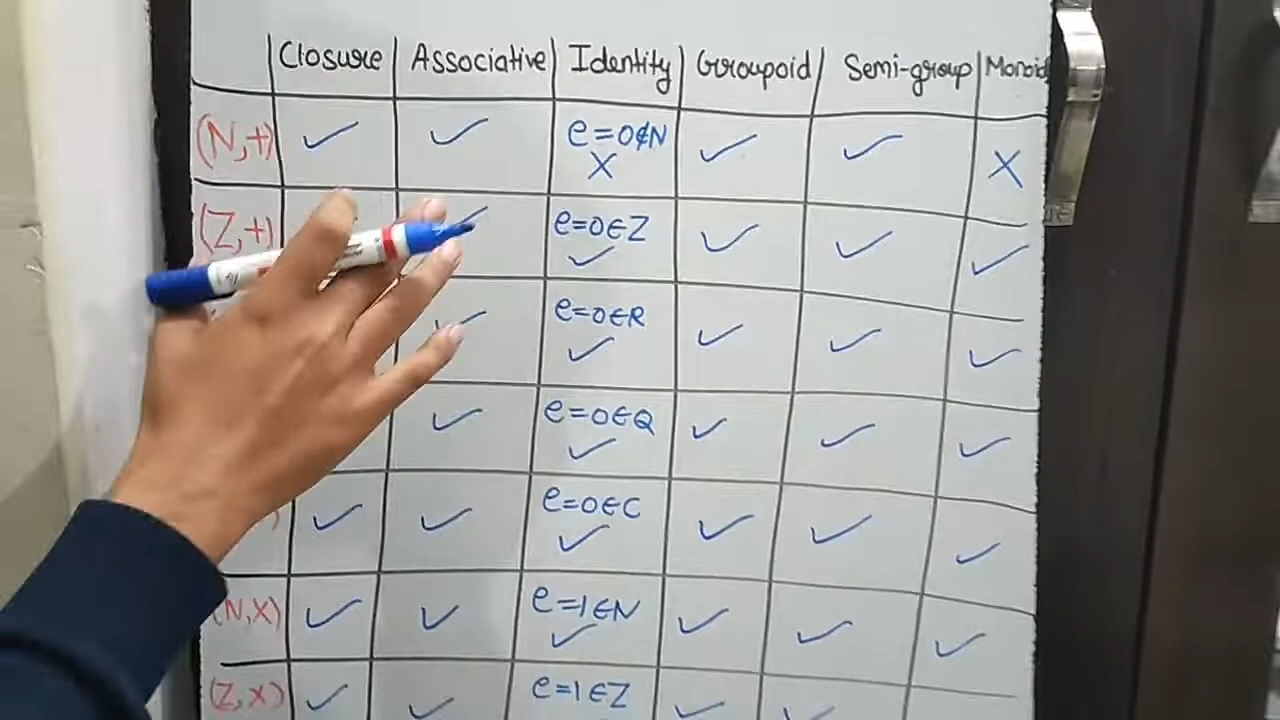 Closure Associative Identity Groupoid Semi-group Monoid
(N,+) ✓ ✓ e=0∉N ✓ ✓ X
X
(Z,+) ✓ e=0∈Z ✓ ✓ ✓
✓
✓ e=0∈R ✓ ✓ ✓
✓
✓ e=0∈Q ✓ ✓ ✓
✓
) ✓ ✓ e=0∈C ✓ ✓ ✓
✓
(N,X) ✓ ✓ e=1∈N ✓ ✓ ✓
✓
(Z,X) ✓ ✓ e=1∈Z ✓ ✓